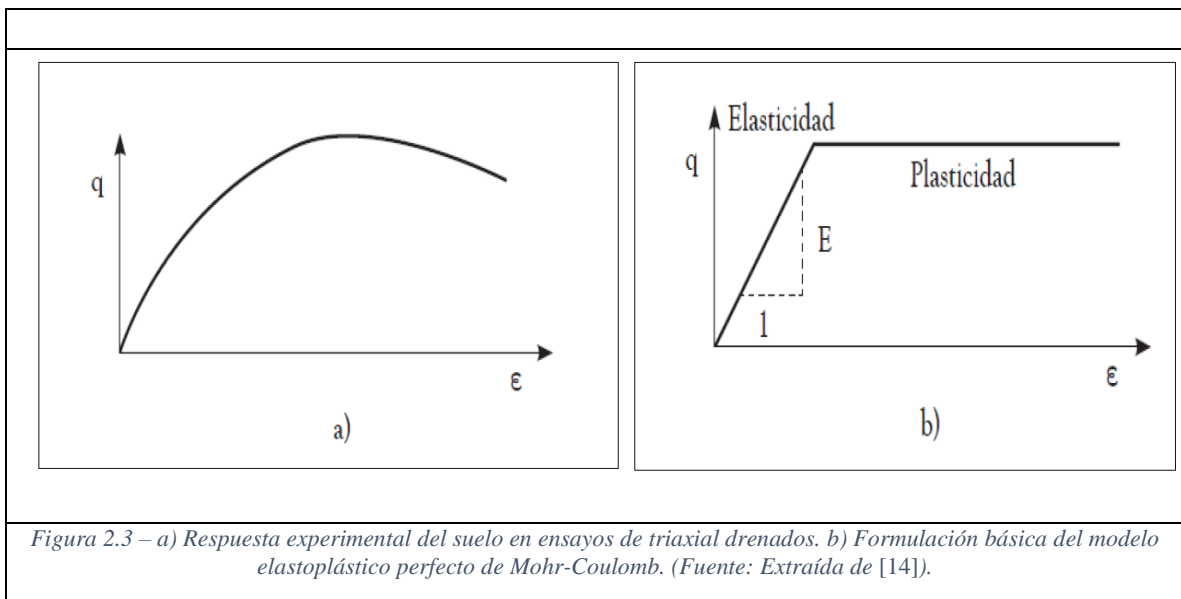 q
ε
a)
Elasticidad
q
Plasticidad
E
1
ε
b)
Figura 2.3 – a) Respuesta experimental del suelo en ensayos de triaxial drenados. b) Formulación básica del modelo
elastoplástico perfecto de Mohr-Coulomb. (Fuente: Extraída de [14]).